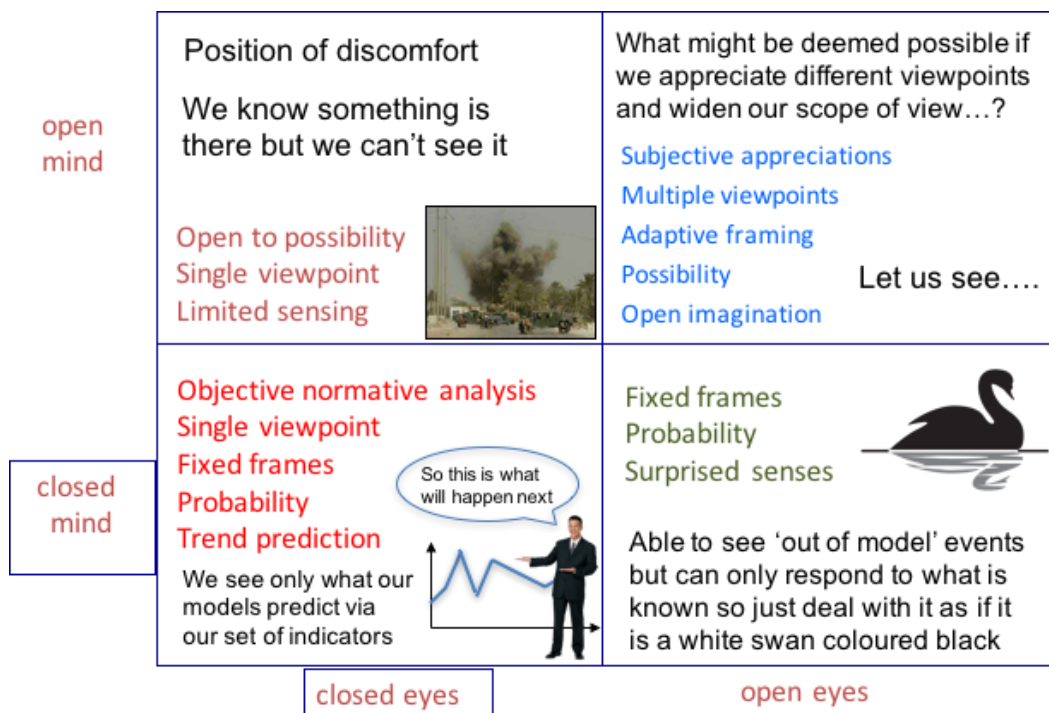 open
mind
Position of discomfort
We know something is
there but we can't see it
Open to possibility
Single viewpoint
Limited sensing
What might be deemed possible if
we appreciate different viewpoints
and widen our scope of view…?
Subjective appreciations
Multiple viewpoints
Adaptive framing
Possibility
Let us see….
Open imagination
closed
mind
Objective normative analysis
Single viewpoint
Fixed frames
Probability
Trend prediction
So this is what
will happen next
We see only what our
models predict via
our set of indicators
Fixed frames
Probability
Surprised senses
Able to see 'out of model' events
but can only respond to what is
known so just deal with it as if it
is a white swan coloured black
closed eyes
open eyes